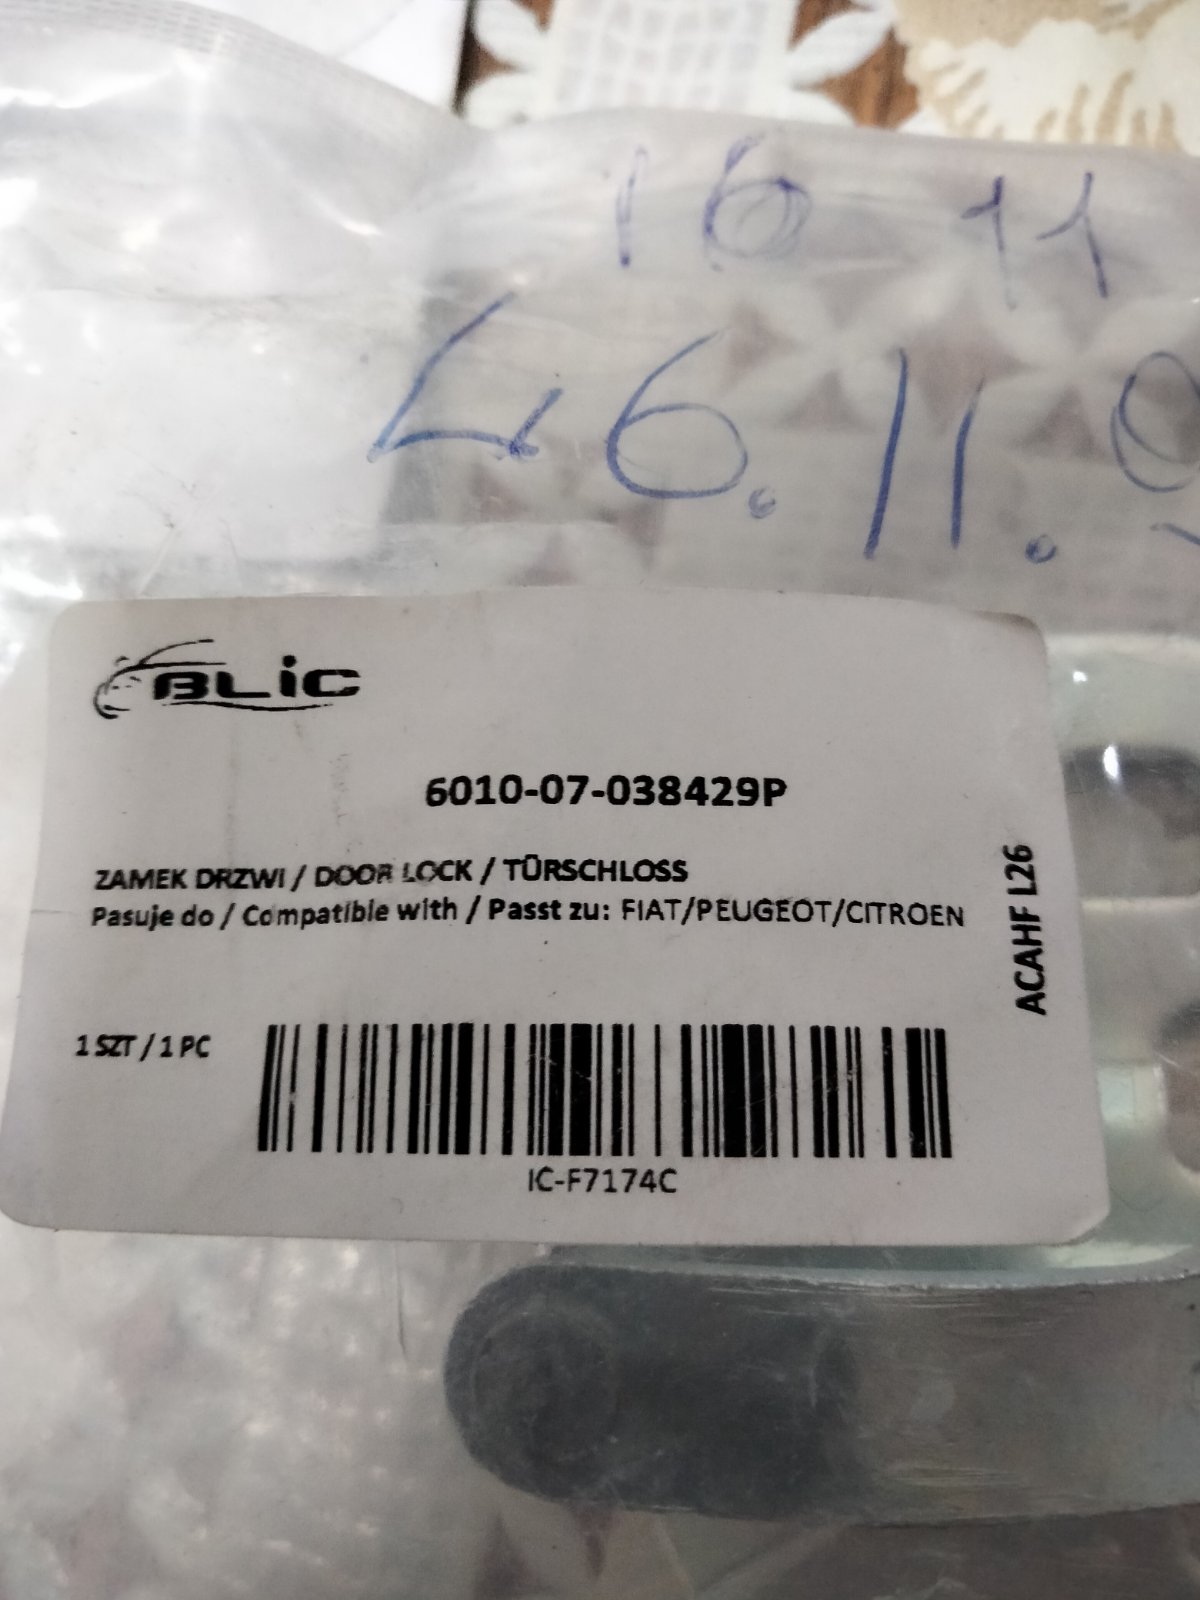 16 11
46.11.
BLiC
6010-07-038429P
ZAMEK DRZWI / DOOR LOCK / TÜRSCHLOSS
Pasuje do / Compatible with / Passt zu: FIAT/PEUGEOT/CITROEN
ACAHF L26
1 SZT / 1 PC
IC-F7174C